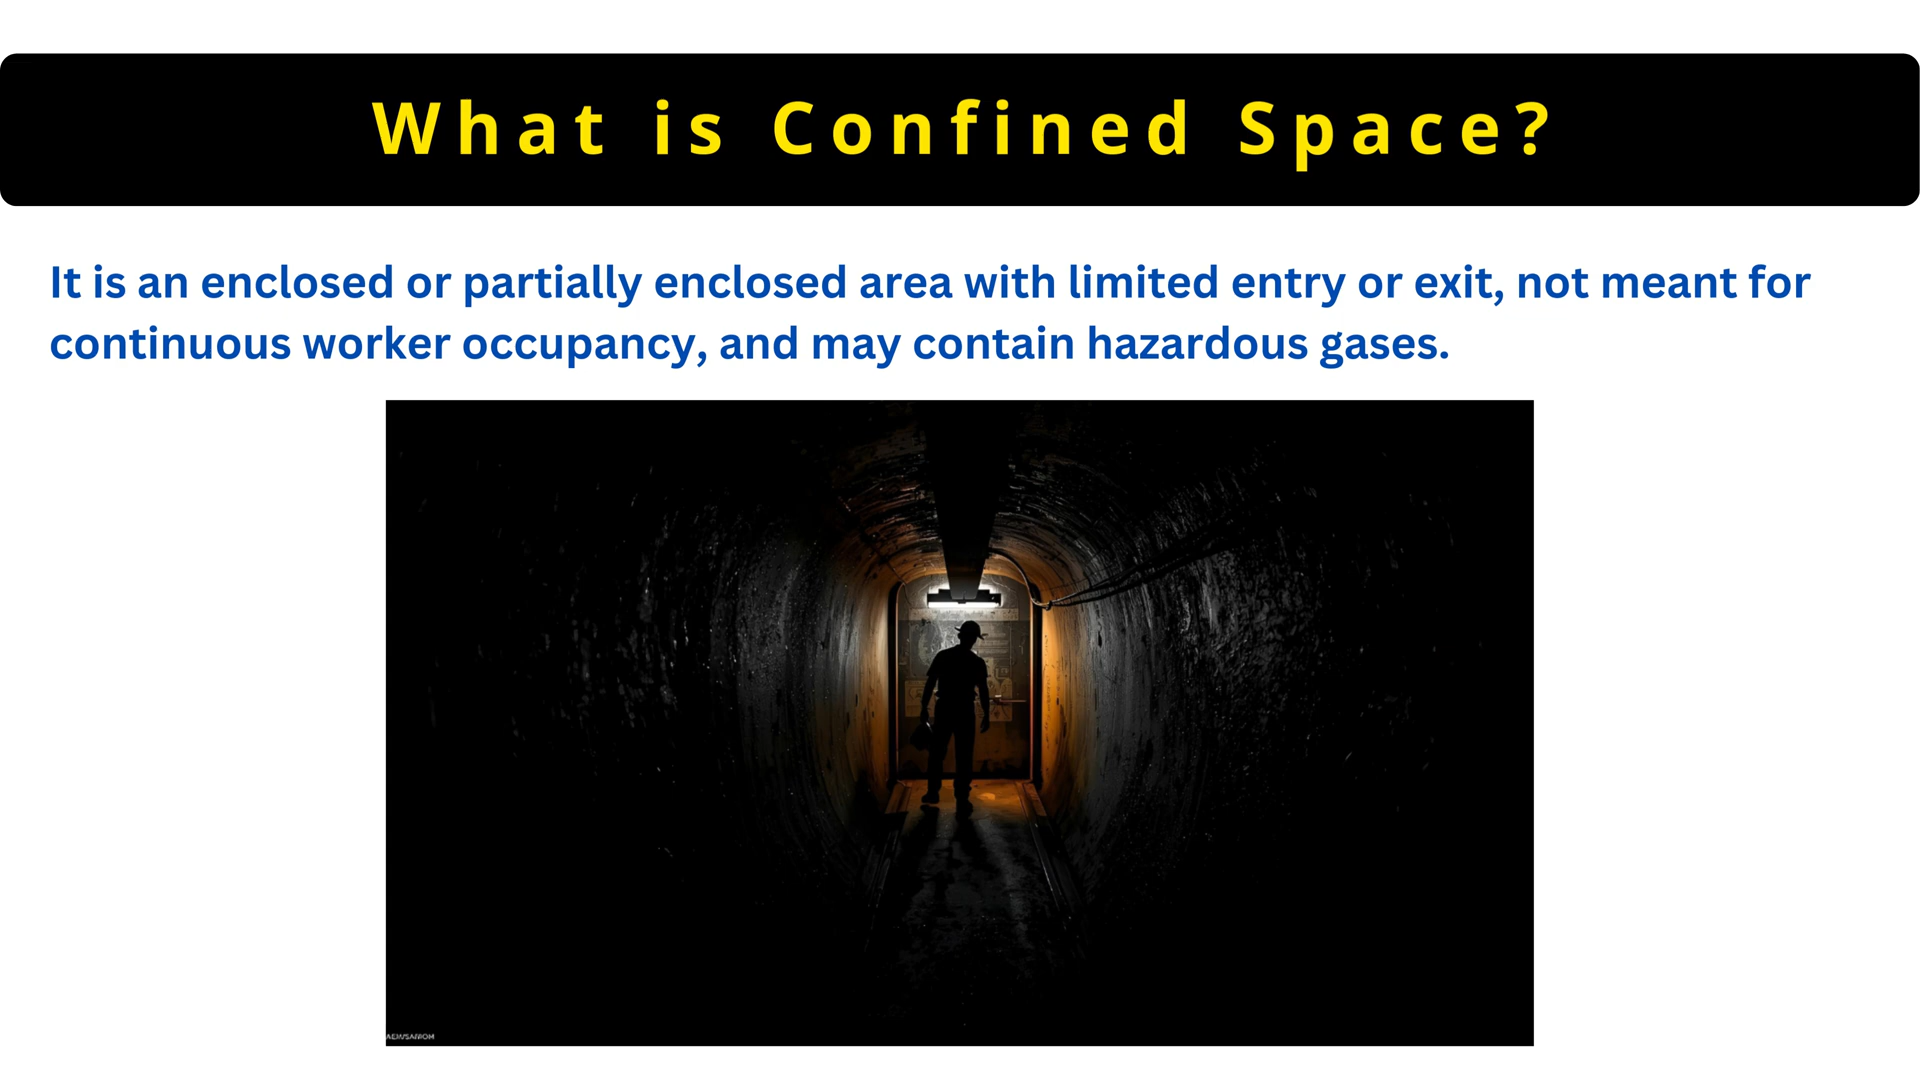 What is Confined Space?
It is an enclosed or partially enclosed area with limited entry or exit, not meant for
continuous worker occupancy, and may contain hazardous gases.